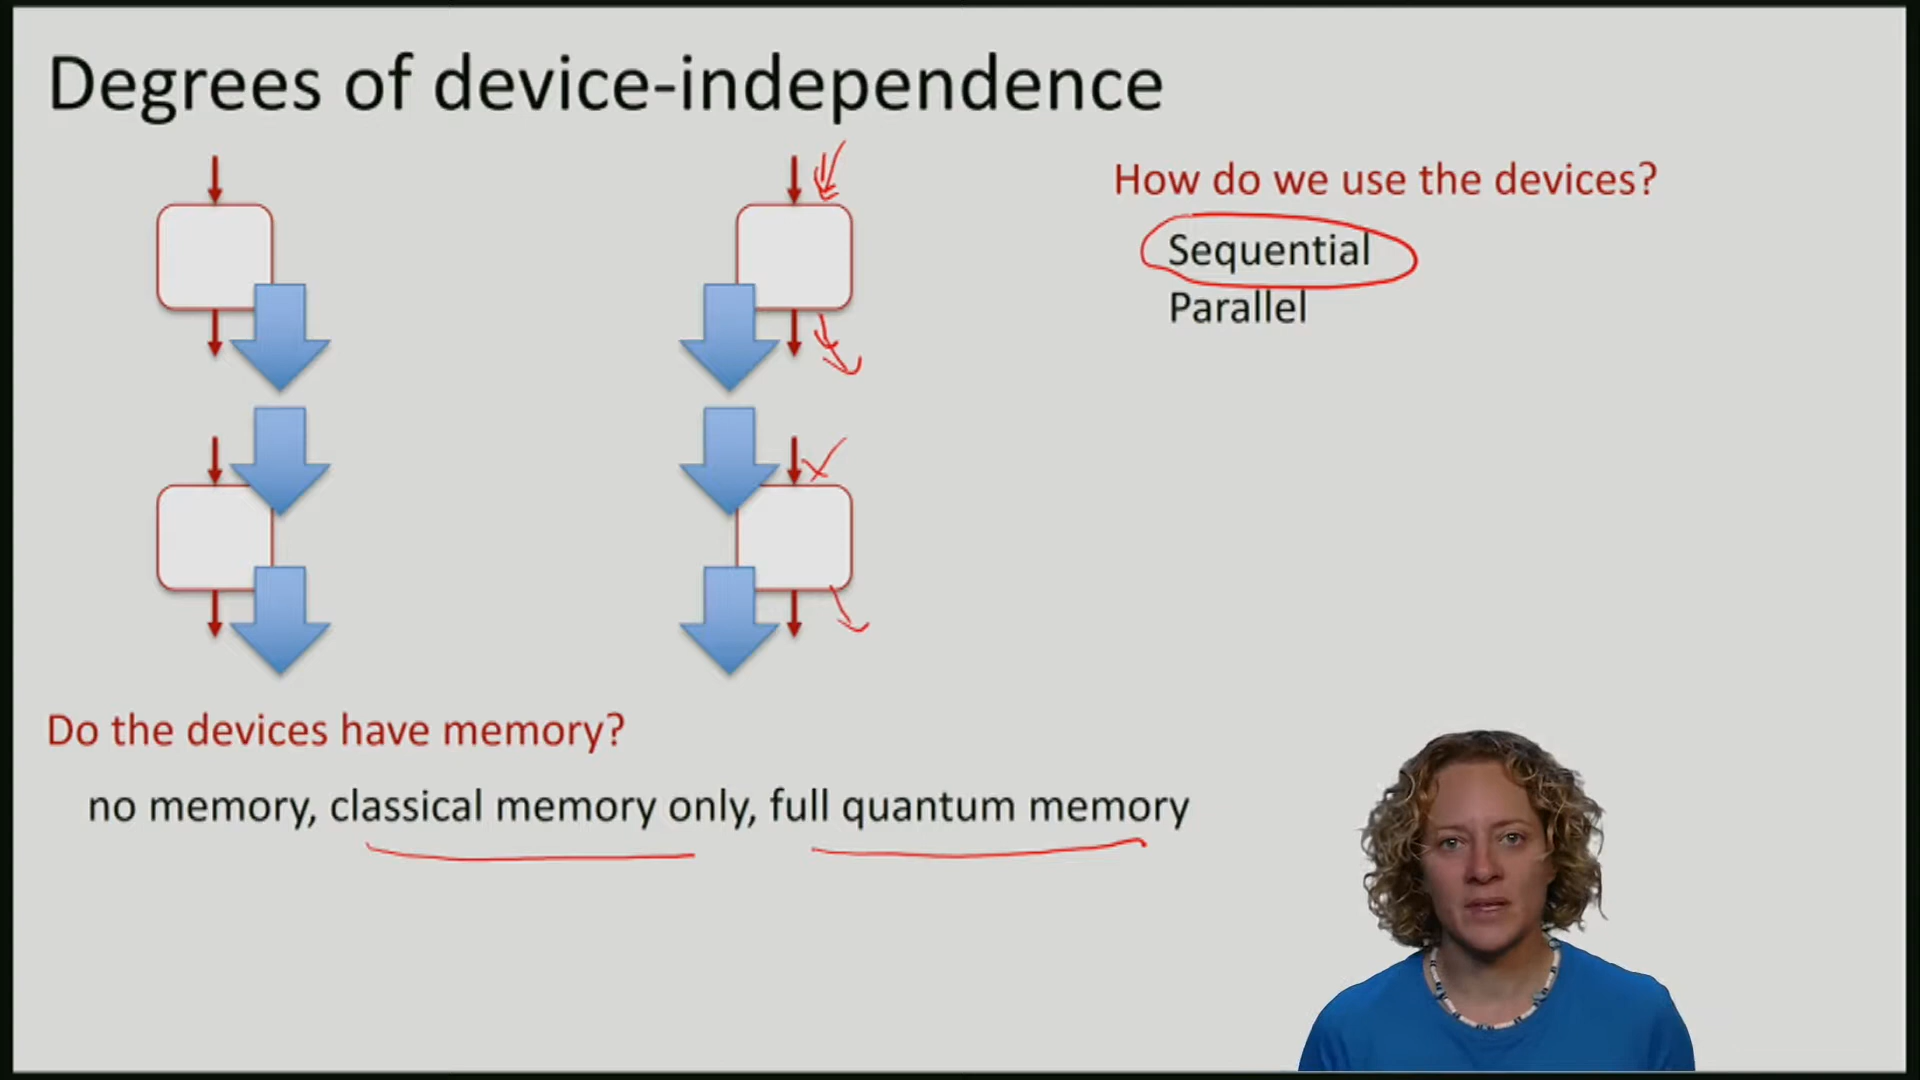 Degrees of device-independence
How do we use the devices?
Sequential
Parallel
Do the devices have memory?
no memory, classical memory only, full quantum memory